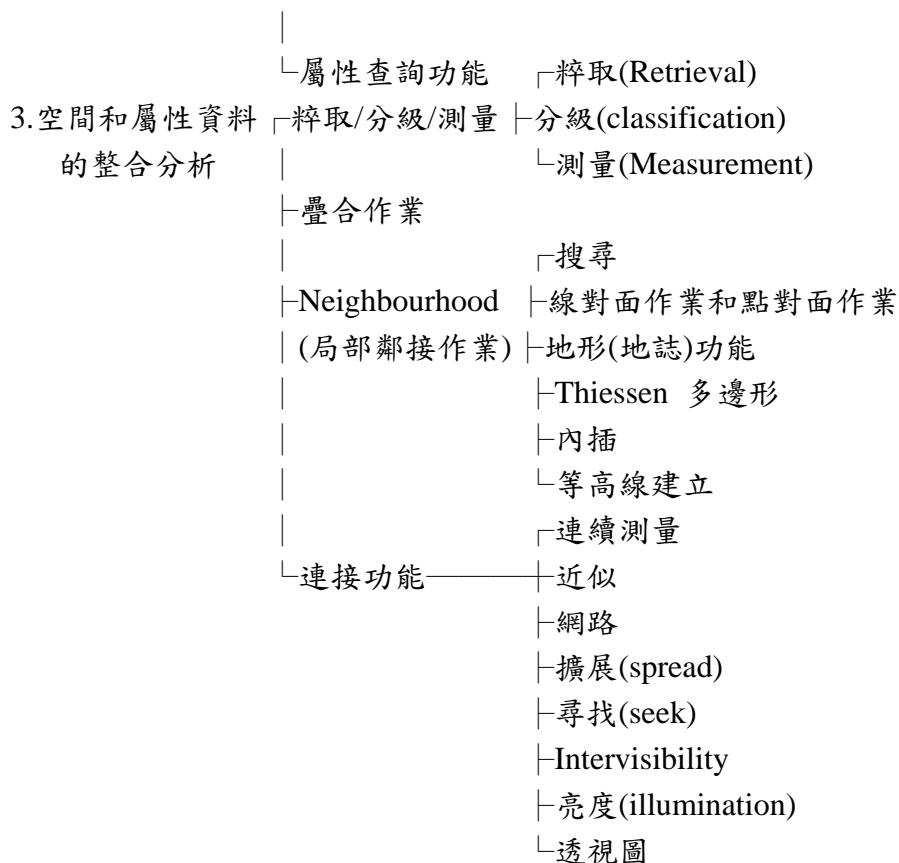 │
└屬性查詢功能 ┌粹取(Retrieval)
3.空間和屬性資料 ┌粹取/分級/測量 ├分級(classification)
的整合分析 │ └測量(Measurement)
├疊合作業
│ ┌搜尋
├Neighbourhood ├線對面作業和點對面作業
│(局部鄰接作業) ├地形(地誌)功能
│ ├Thiessen 多邊形
│ ├內插
│ └等高線建立
│ ┌連續測量
└連接功能────┼近似
├網路
├擴展(spread)
├尋找(seek)
├Intervisibility
├亮度(illumination)
└透視圖